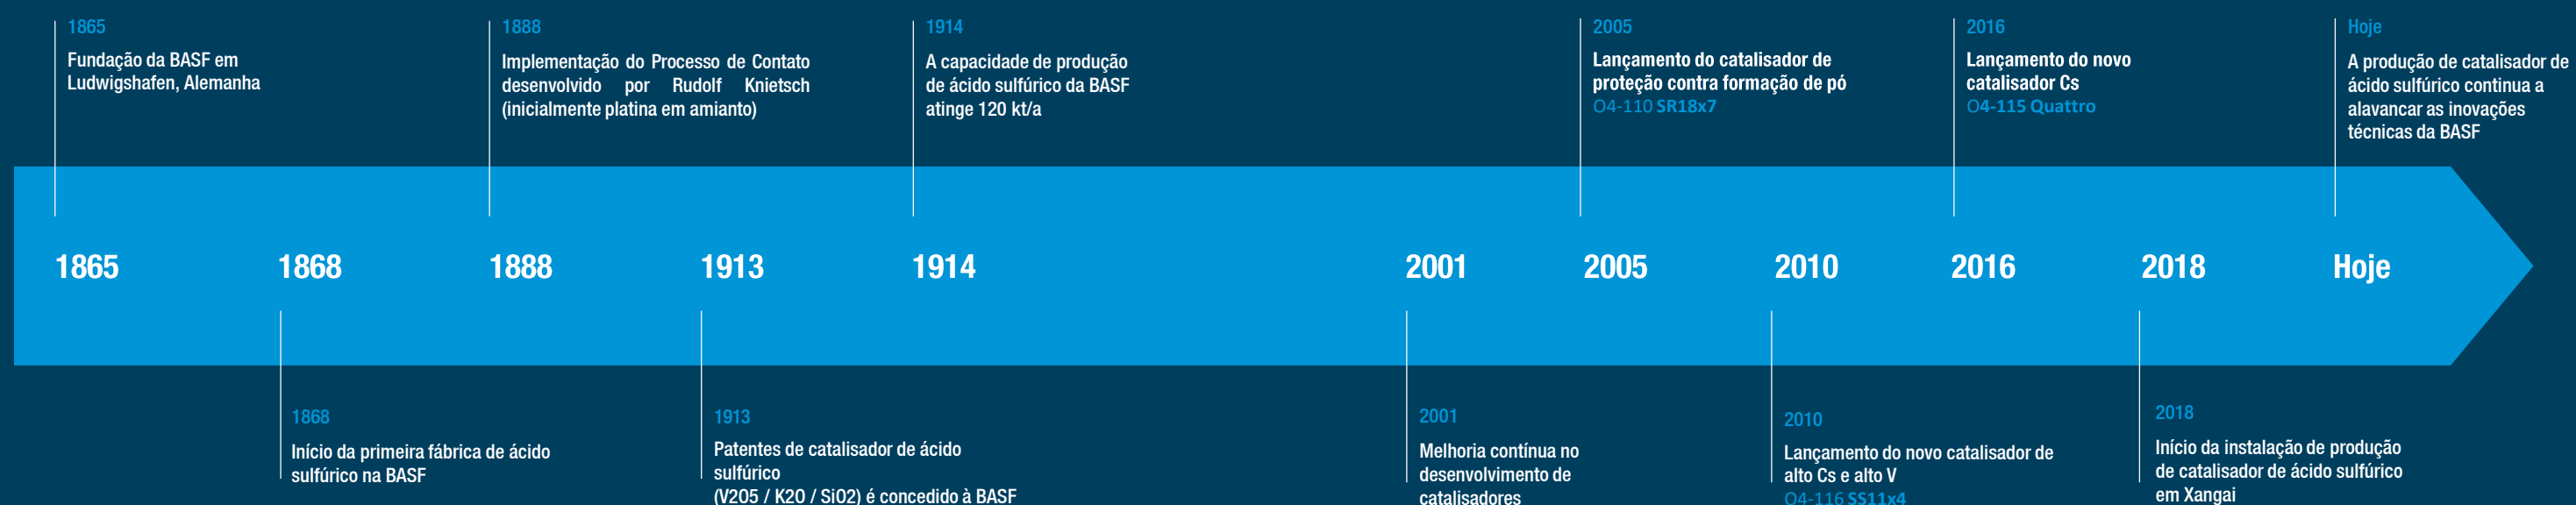 1865
Fundação da BASF em
Ludwigshafen, Alemanha
1888
Implementação do Processo de Contato
desenvolvido por Rudolf Knietsch
(inicialmente platina em amianto)
1914
A capacidade de produção
de ácido sulfúrico da BASF
atinge 120 kt/a
2005
Lançamento do catalisador de
proteção contra formação de pó
O4-110 SR18x7
2016
Lançamento do novo
catalisador Cs
O4-115 Quattro
Hoje
A produção de catalisador de
ácido sulfúrico continua a
alavancar as inovações
técnicas da BASF
1865 1868 1888 1913 1914 2001 2005 2010 2016 2018 Hoje
1868
Início da primeira fábrica de ácido
sulfúrico na BASF
1913
Patentes de catalisador de ácido
sulfúrico
(V2O5 / K2O / SiO2) é concedido à BASF
2001
Melhoria contínua no
desenvolvimento de
catalisadores
2010
Lançamento do novo catalisador de
alto Cs e alto V
O4-116 SS11x4
2018
Início da instalação de produção
de catalisador de ácido sulfúrico
em Xangai